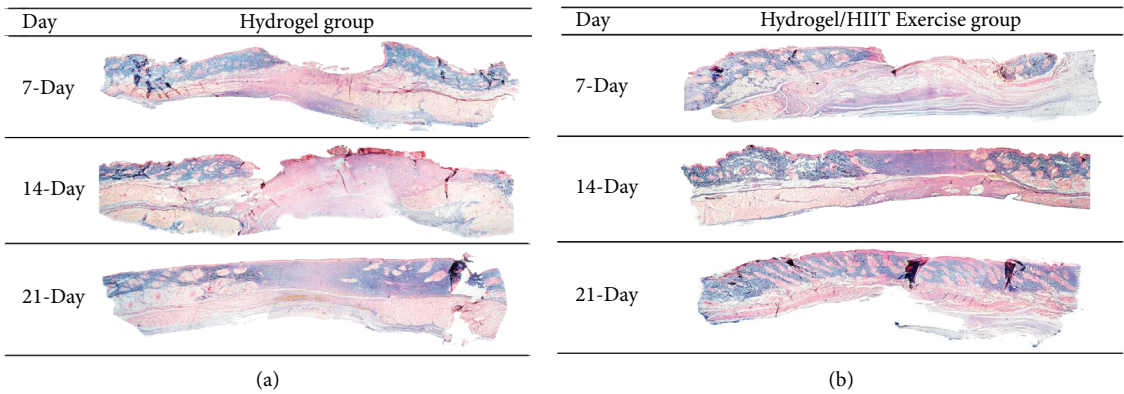 Day Hydrogel group
7-Day
14-Day
21-Day
(a)
Day Hydrogel/HIIT Exercise group
7-Day
14-Day
21-Day
(b)